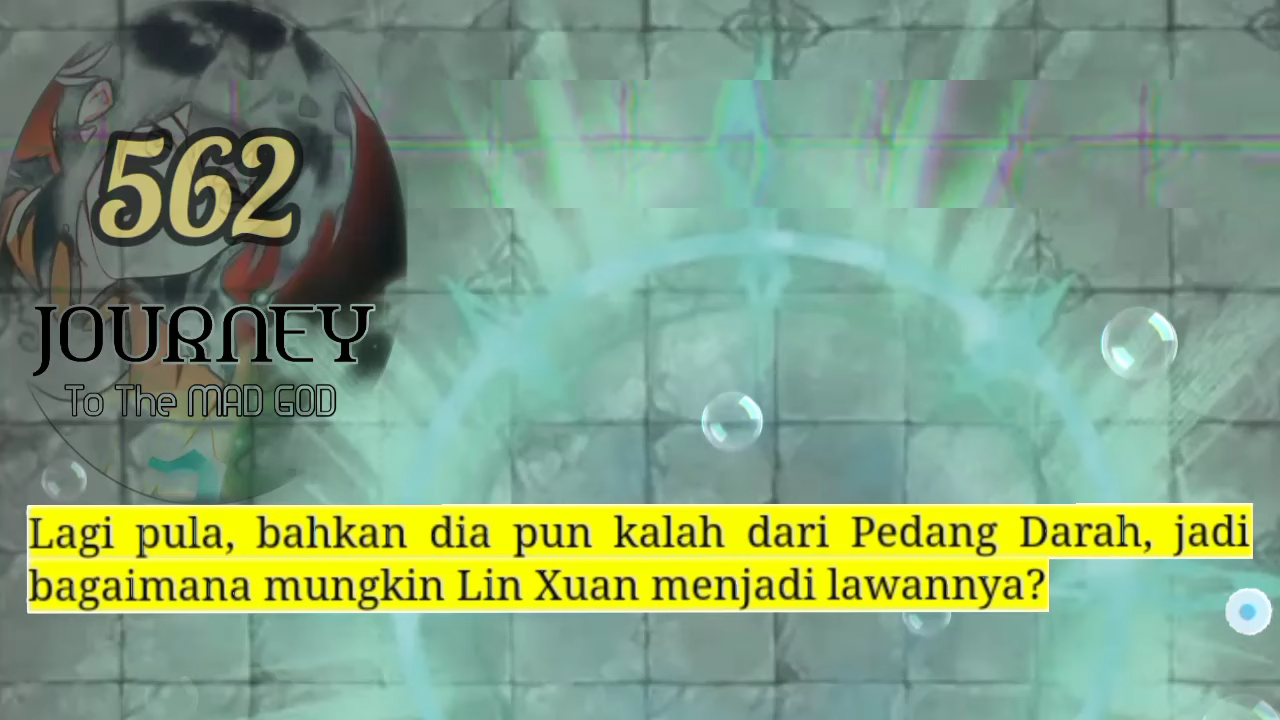 562
JOURNEY
To The MAD GOD
Lagi pula, bahkan dia pun kalah dari Pedang Darah, jadi
bagaimana mungkin Lin Xuan menjadi lawannya?